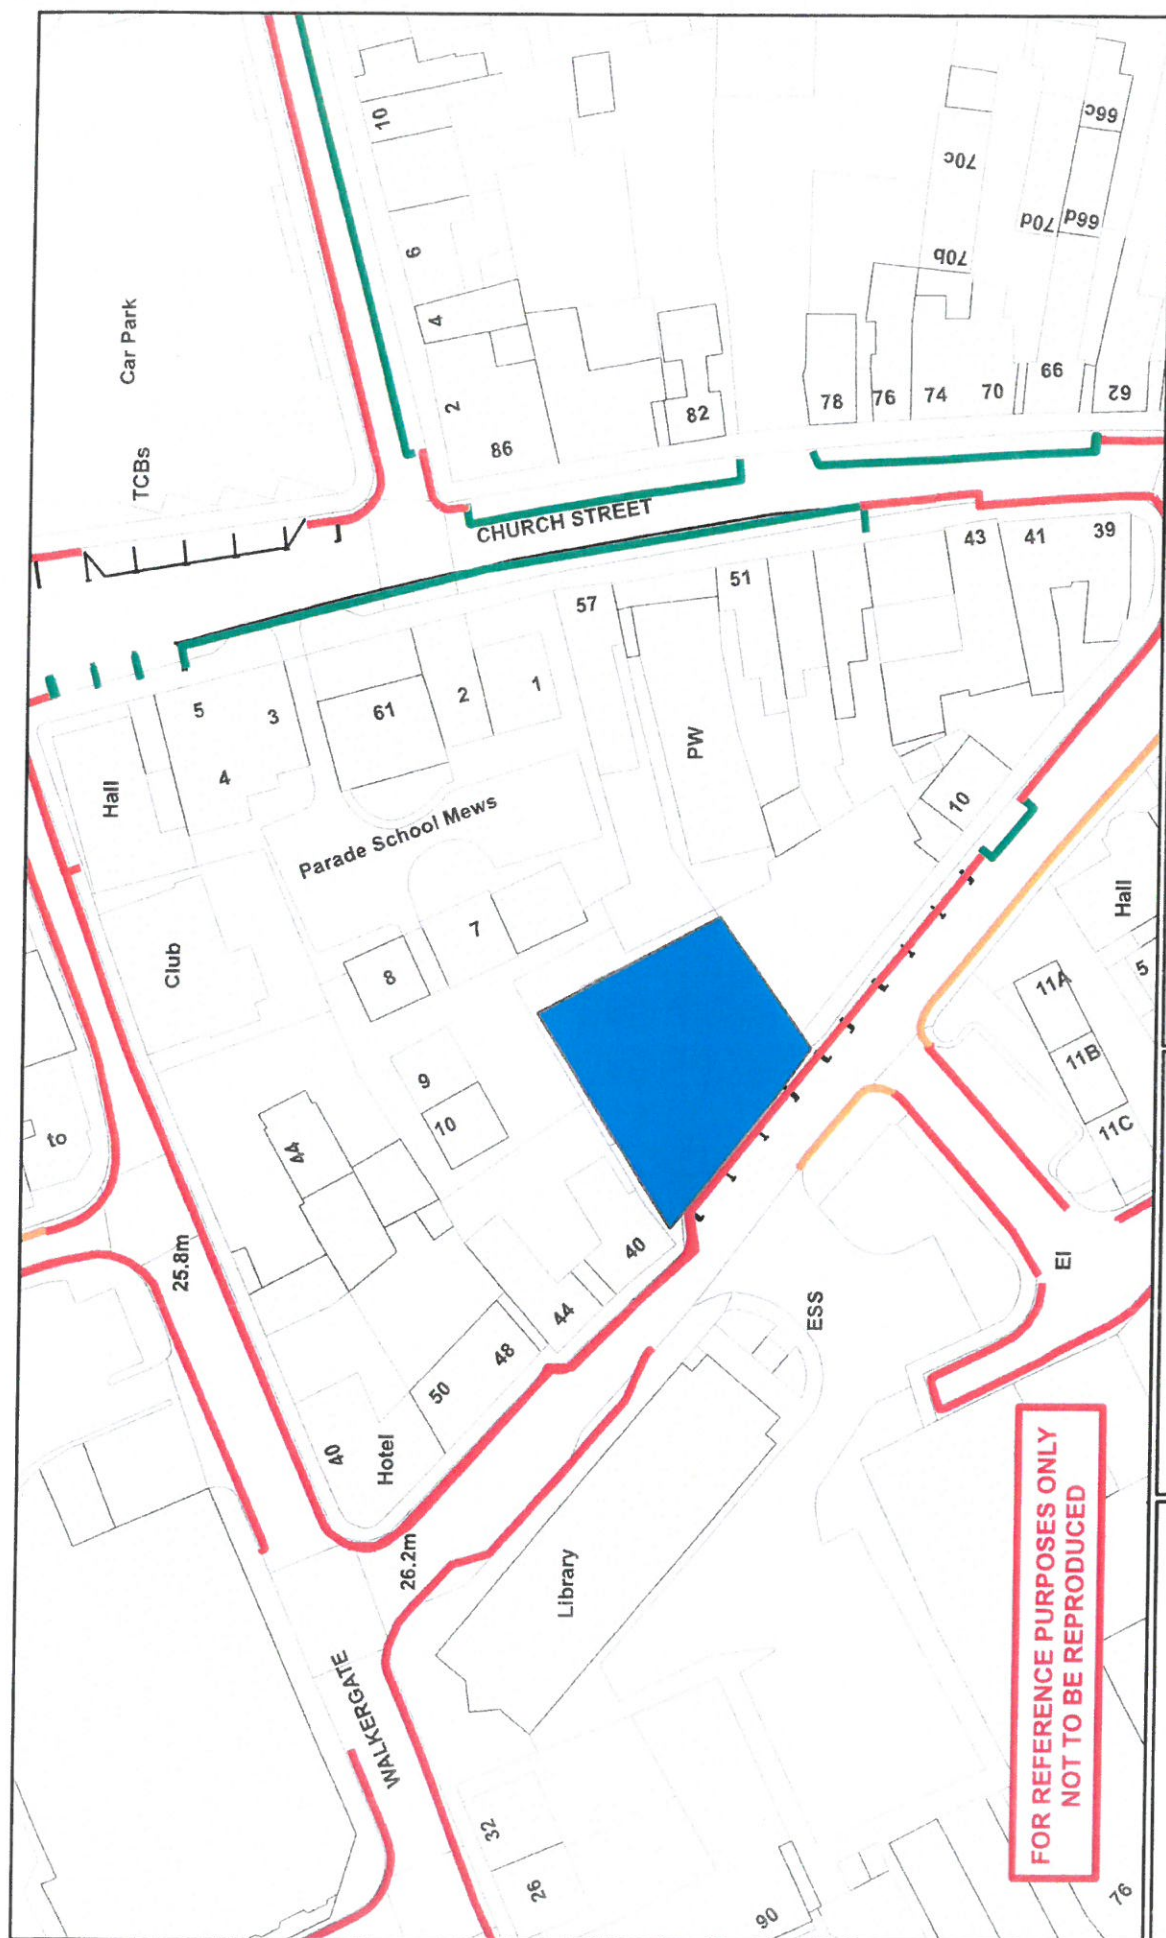 10
6
4
2
86
82
78
76
74
70
66
62
70c
70b
70d
66d
66c
Car Park
TCBs
CHURCH STREET
57
51
43
41
39
5
3
4
61
2
1
Hall
Parade School Mews
PW
10
Club
7
8
9
10
44
to
25.8m
40
44
48
50
40
Hotel
26.2m
Library
ESS
El
Hall
5
11A
11B
11C
WALKERGATE
32
26
90
76
FOR REFERENCE PURPOSES ONLY
NOT TO BE REPRODUCED